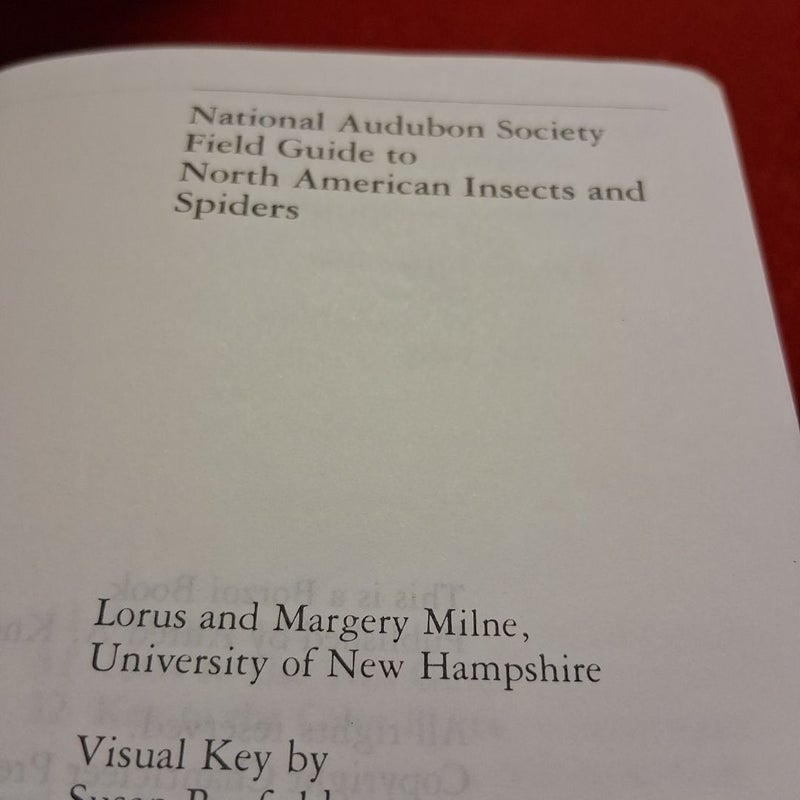 National Audubon Society
Field Guide to
North American Insects and
Spiders
Lorus and Margery Milne,
University of New Hampshire
Visual Key by
Susan